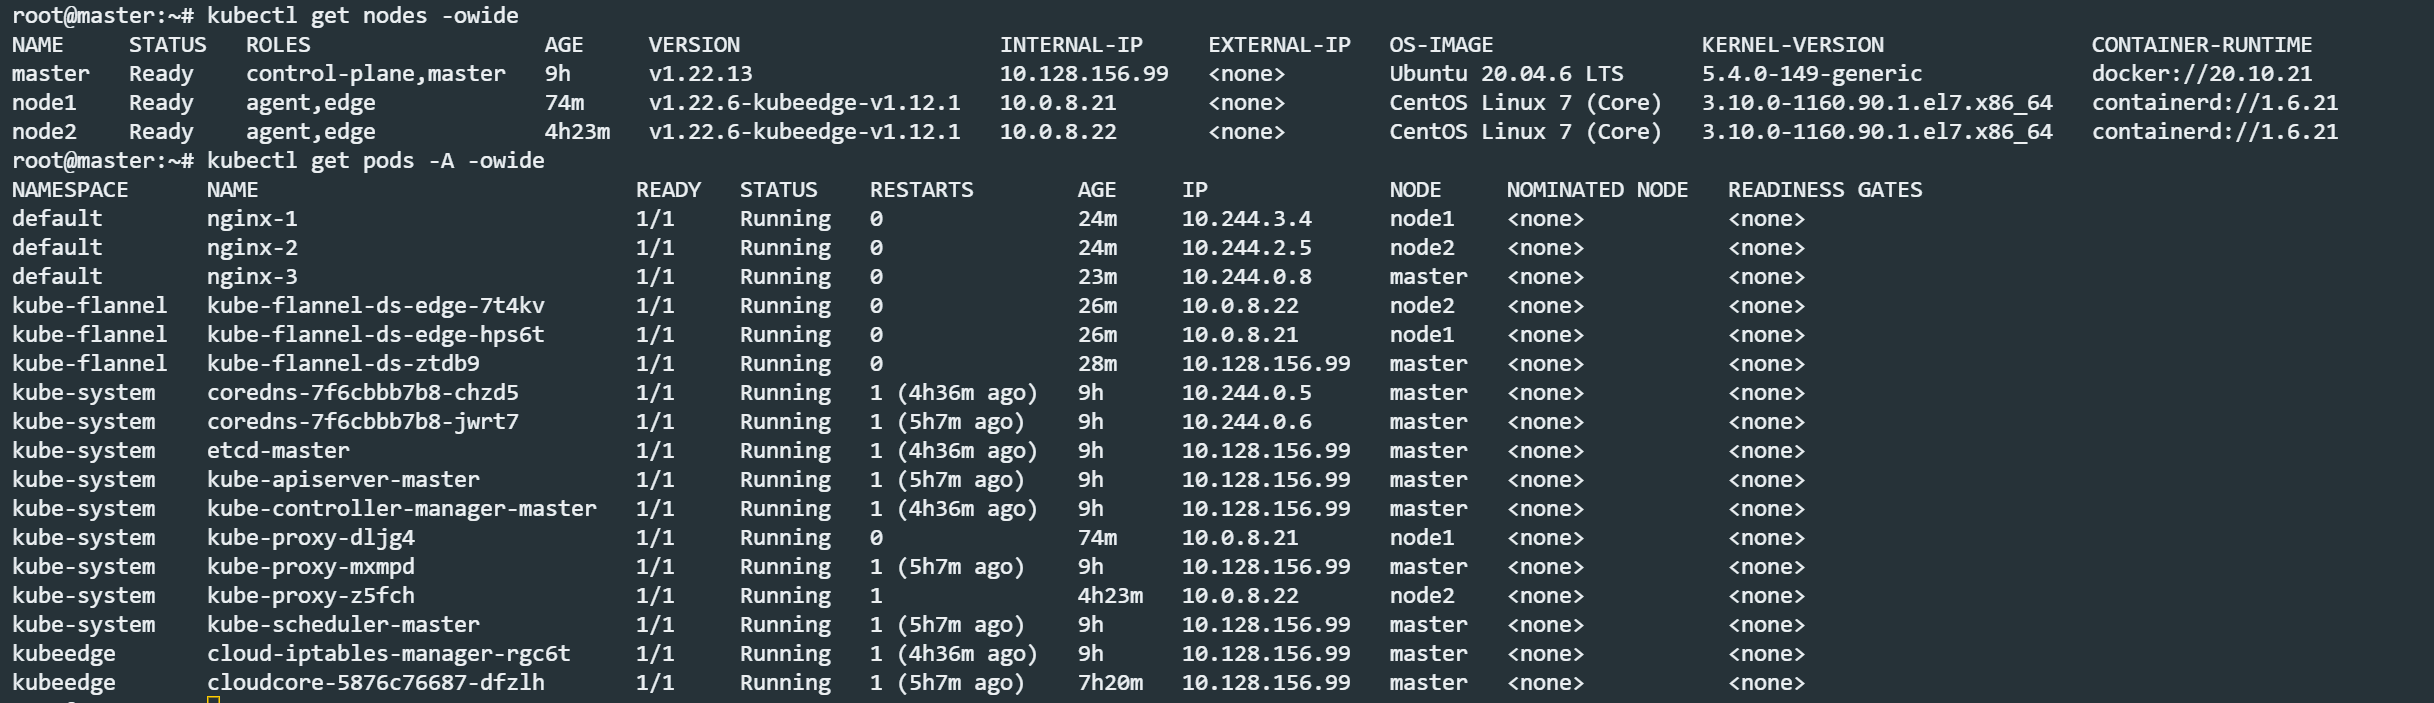 root@master:~# kubectl get nodes -owide
NAME     STATUS   ROLES                  AGE     VERSION                    INTERNAL-IP     EXTERNAL-IP   OS-IMAGE                KERNEL-VERSION                CONTAINER-RUNTIME
master   Ready    control-plane,master   9h      v1.22.13                   10.128.156.99   <none>        Ubuntu 20.04.6 LTS      5.4.0-149-generic             docker://20.10.21
node1    Ready    agent,edge             74m     v1.22.6-kubeedge-v1.12.1   10.0.8.21       <none>        CentOS Linux 7 (Core)   3.10.0-1160.90.1.el7.x86_64   containerd://1.6.21
node2    Ready    agent,edge             4h23m   v1.22.6-kubeedge-v1.12.1   10.0.8.22       <none>        CentOS Linux 7 (Core)   3.10.0-1160.90.1.el7.x86_64   containerd://1.6.21
root@master:~# kubectl get pods -A -owide
NAMESPACE      NAME                             READY   STATUS    RESTARTS        AGE     IP              NODE     NOMINATED NODE   READINESS GATES
default        nginx-1                          1/1     Running   0               24m     10.244.3.4      node1    <none>           <none>
default        nginx-2                          1/1     Running   0               24m     10.244.2.5      node2    <none>           <none>
default        nginx-3                          1/1     Running   0               23m     10.244.0.8      master   <none>           <none>
kube-flannel   kube-flannel-ds-edge-7t4kv       1/1     Running   0               26m     10.0.8.22       node2    <none>           <none>
kube-flannel   kube-flannel-ds-edge-hps6t       1/1     Running   0               26m     10.0.8.21       node1    <none>           <none>
kube-flannel   kube-flannel-ds-ztdb9            1/1     Running   0               28m     10.128.156.99   master   <none>           <none>
kube-system    coredns-7f6cbbb7b8-chzd5         1/1     Running   1 (4h36m ago)   9h      10.244.0.5      master   <none>           <none>
kube-system    coredns-7f6cbbb7b8-jwrt7         1/1     Running   1 (5h7m ago)    9h      10.244.0.6      master   <none>           <none>
kube-system    etcd-master                      1/1     Running   1 (4h36m ago)   9h      10.128.156.99   master   <none>           <none>
kube-system    kube-apiserver-master            1/1     Running   1 (5h7m ago)    9h      10.128.156.99   master   <none>           <none>
kube-system    kube-controller-manager-master   1/1     Running   1 (4h36m ago)   9h      10.128.156.99   master   <none>           <none>
kube-system    kube-proxy-dljg4                 1/1     Running   0               74m     10.0.8.21       node1    <none>           <none>
kube-system    kube-proxy-mxmpd                 1/1     Running   1 (5h7m ago)    9h      10.128.156.99   master   <none>           <none>
kube-system    kube-proxy-z5fch                 1/1     Running   1               4h23m   10.0.8.22       node2    <none>           <none>
kube-system    kube-scheduler-master            1/1     Running   1 (5h7m ago)    9h      10.128.156.99   master   <none>           <none>
kubeedge       cloud-iptables-manager-rgc6t     1/1     Running   1 (4h36m ago)   9h      10.128.156.99   master   <none>           <none>
kubeedge       cloudcore-5876c76687-dfzlh       1/1     Running   1 (5h7m ago)    7h20m   10.128.156.99   master   <none>           <none>